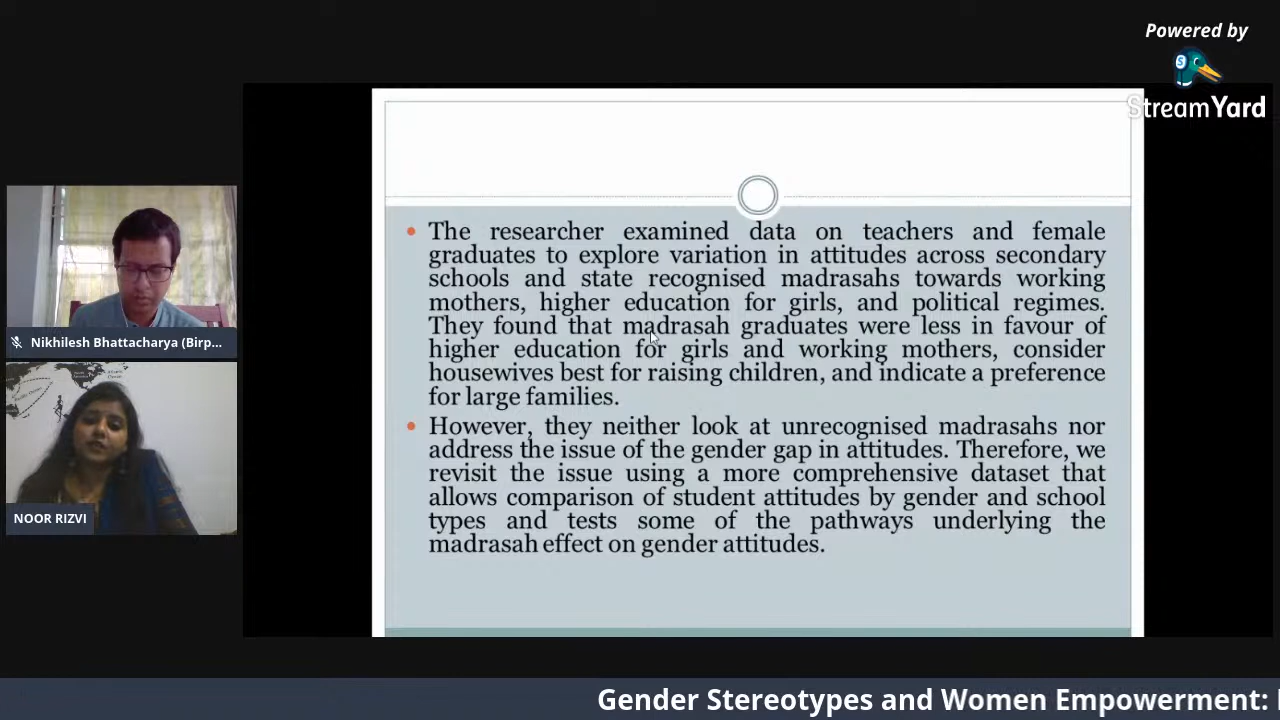 Powered by
StreamYard
The researcher examined data on teachers and female
graduates to explore variation in attitudes across secondary
schools and state recognised madrasahs towards working
mothers, higher education for girls, and political regimes.
They found that madrasah graduates were less in favour of
higher education for girls and working mothers, consider
housewives best for raising children, and indicate a preference
for large families.
However, they neither look at unrecognised madrasahs nor
address the issue of the gender gap in attitudes. Therefore, we
revisit the issue using a more comprehensive dataset that
allows comparison of student attitudes by gender and school
types and tests some of the pathways underlying the
madrasah effect on gender attitudes.
Nikhilesh Bhattacharya (Birp...
NOOR RIZVI
Gender Stereotypes and Women Empowerment: